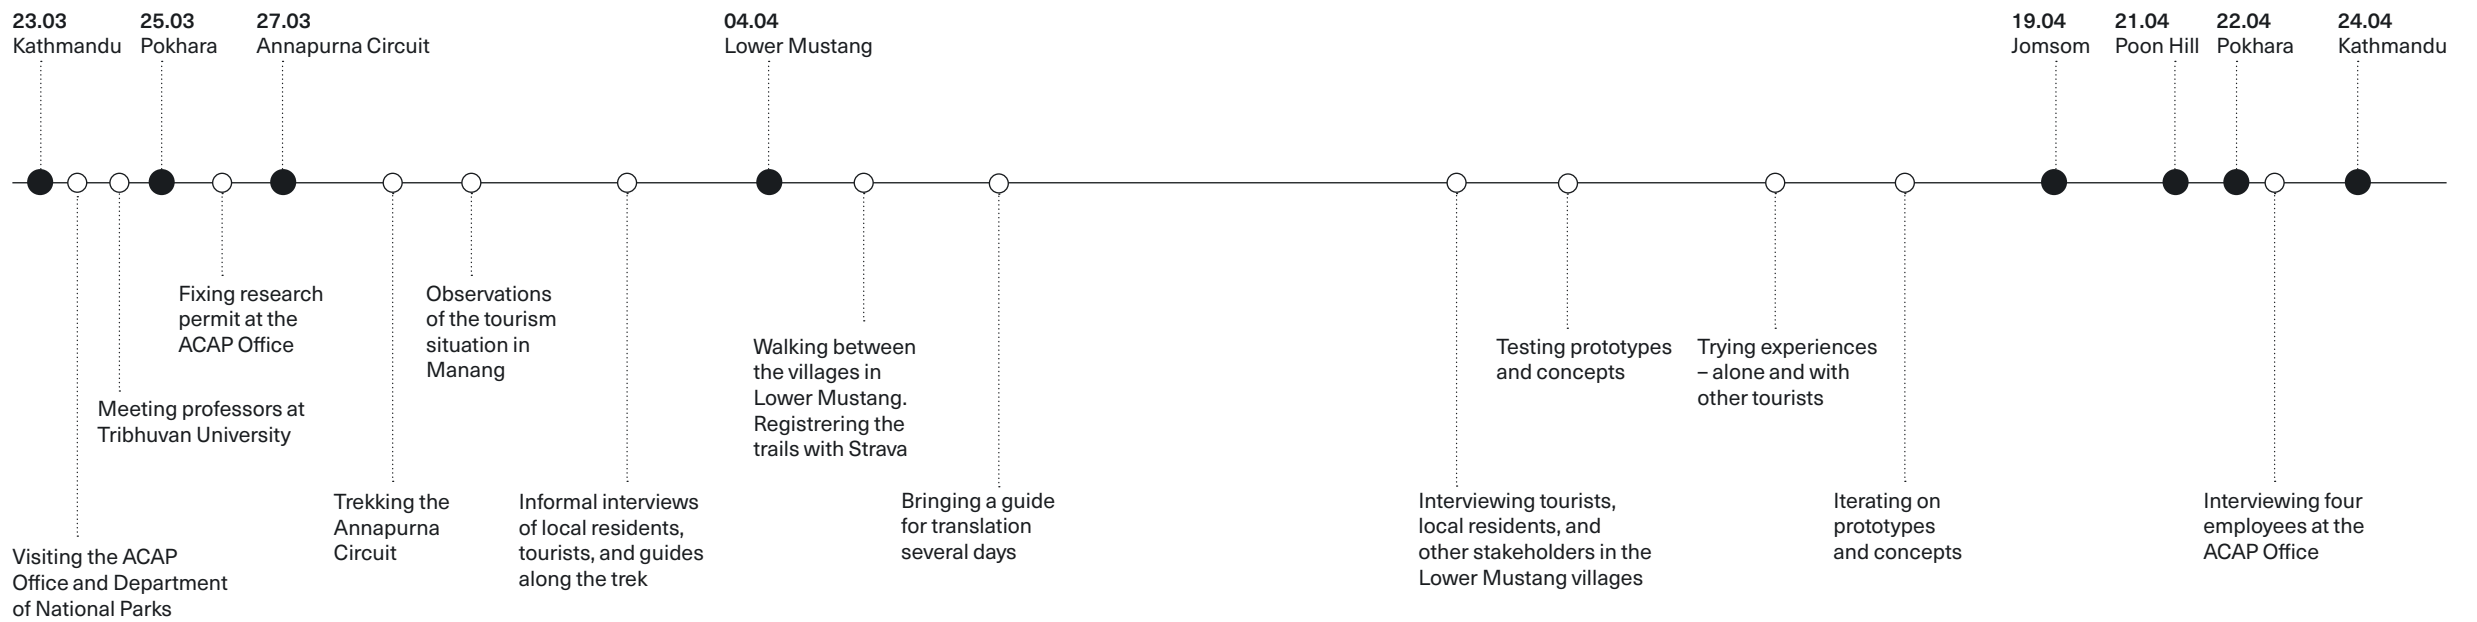 23.03
Kathmandu
25.03
Pokhara
27.03
Annapurna Circuit
04.04
Lower Mustang
19.04
Jomsom
21.04
Poon Hill
22.04
Pokhara
24.04
Kathmandu
Visiting the ACAP
Office and Department
of National Parks
Meeting professors at
Tribhuvan University
Fixing research
permit at the
ACAP Office
Trekking the
Annapurna
Circuit
Observations
of the tourism
situation in
Manang
Informal interviews
of local residents,
tourists, and guides
along the trek
Walking between
the villages in
Lower Mustang.
Registrering the
trails with Strava
Bringing a guide
for translation
several days
Interviewing tourists,
local residents, and
other stakeholders in the
Lower Mustang villages
Testing prototypes
and concepts
Trying experiences
– alone and with
other tourists
Iterating on
prototypes
and concepts
Interviewing four
employees at the
ACAP Office